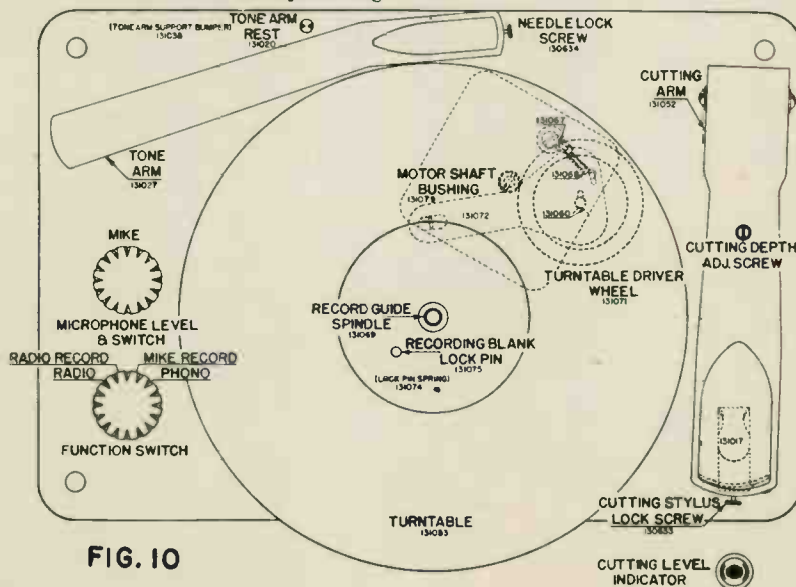 (TONE ARM SUPPORT BUMPER)
131038
TONE ARM
REST
131020
NEEDLE LOCK
SCREW
130634
CUTTING
ARM
131052
TONE
ARM
131027
131067
MOTOR SHAFT
BUSHING
131072
131060
CUTTING DEPTH
ADJ. SCREW
TURNTABLE DRIVER
WHEEL
131071
MIKE
MICROPHONE LEVEL
& SWITCH
RECORD GUIDE
SPINDLE
131069
RECORDING BLANK
LOCK PIN
131075
(LOCK PIN SPRING)
131074
RADIO RECORD
MIKE RECORD
RADIO
PHONO
FUNCTION SWITCH
131017
CUTTING STYLUS
LOCK SCREW
130633
TURNTABLE
131083
FIG. 10
CUTTING LEVEL
INDICATOR